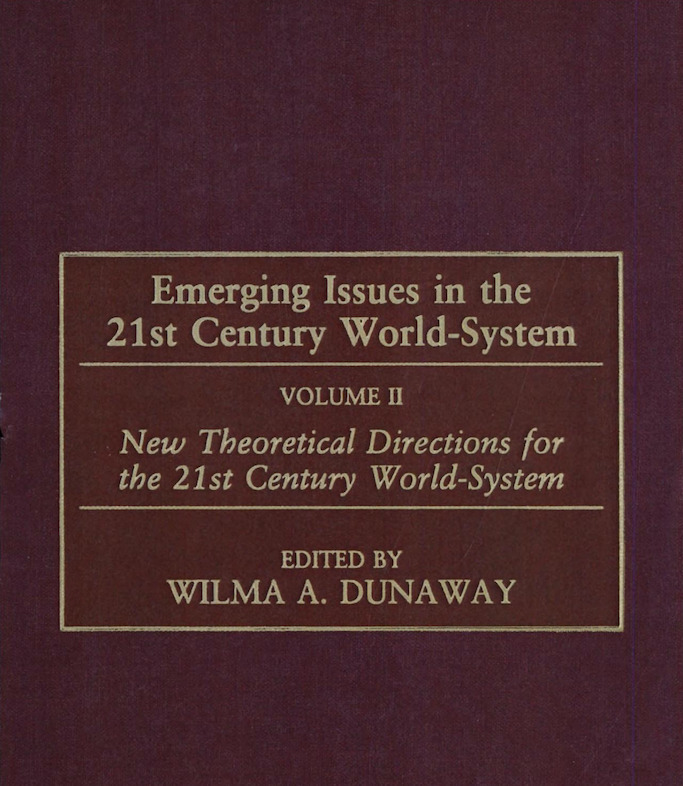 Emerging Issues in the
21st Century World-System
VOLUME II
New Theoretical Directions for
the 21st Century World-System
EDITED BY
WILMA A. DUNAWAY